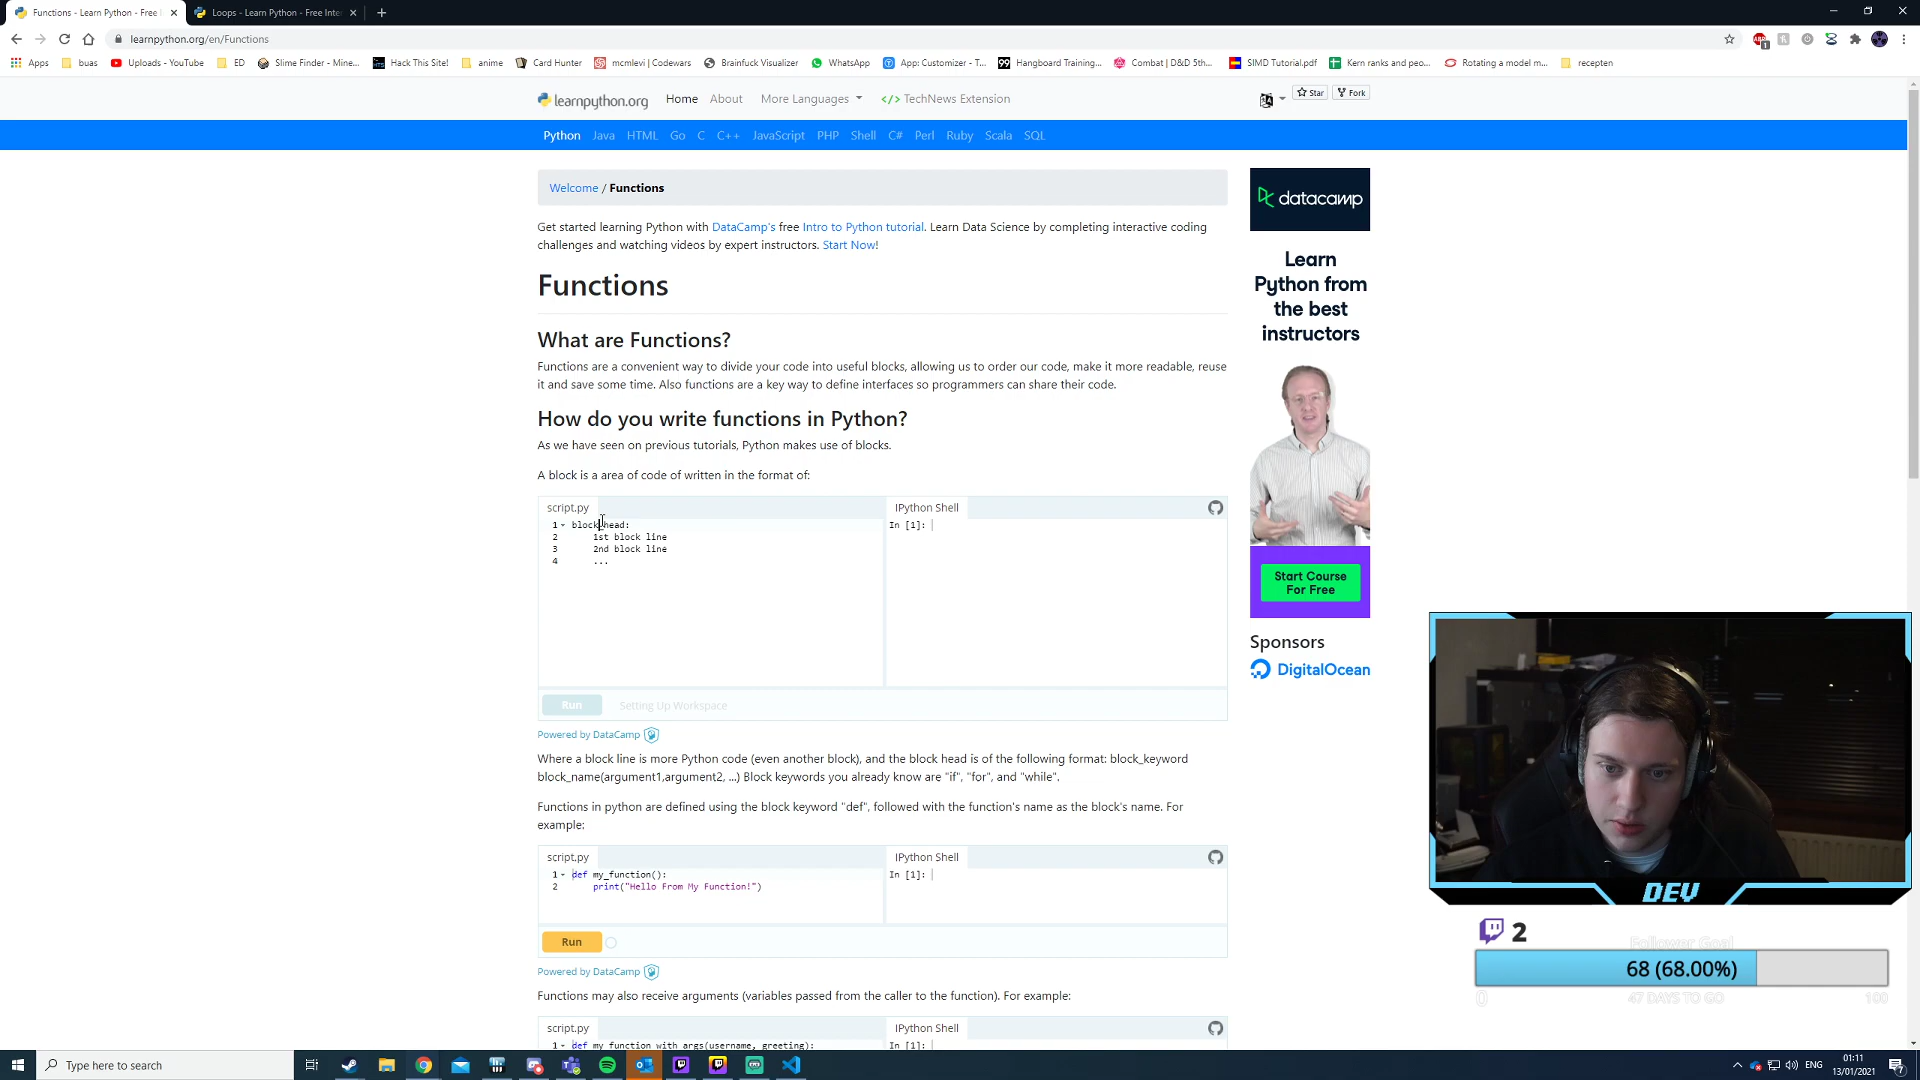 Functions - Learn Python - Free
Loops - Learn Python - Free Inte
learnpython.org/en/Functions
Apps
buas
Uploads - YouTube
ED
Slime Finder - Mine...
Hack This Site!
anime
Card Hunter
mcmlevi | Codewars
Brainfuck Visualizer
WhatsApp
App: Customizer - T...
Hangboard Training...
Combat | D&D 5th...
SIMD Tutorial.pdf
Kern ranks and peo...
Rotating a model m...
recepten
learnpython.org
Home
About
More Languages
</> TechNews Extension
Star
Fork
Python
Java
HTML
Go
C
C++
JavaScript
PHP
Shell
C#
Perl
Ruby
Scala
SQL
Welcome / Functions
Get started learning Python with DataCamp's free Intro to Python tutorial. Learn Data Science by completing interactive coding
challenges and watching videos by expert instructors. Start Now!
Functions
What are Functions?
Functions are a convenient way to divide your code into useful blocks, allowing us to order our code, make it more readable, reuse
it and save some time. Also functions are a key way to define interfaces so programmers can share their code.
How do you write functions in Python?
As we have seen on previous tutorials, Python makes use of blocks.
A block is a area of code of written in the format of:
script.py
IPython Shell
1 block_head:
2 1st block line
3 2nd block line
4 ...
In [1]:
Run
Setting Up Workspace
Powered by DataCamp
Where a block line is more Python code (even another block), and the block head is of the following format: block_keyword
block_name(argument1,argument2, ...) Block keywords you already know are "if", "for", and "while".
Functions in python are defined using the block keyword "def", followed with the function's name as the block's name. For
example:
script.py
IPython Shell
1 def my_function():
2 print("Hello From My Function!")
In [1]:
Run
Powered by DataCamp
Functions may also receive arguments (variables passed from the caller to the function). For example:
script.py
IPython Shell
1 def my_function_with_args(username, greeting):
In [1]:
datacamp
Learn
Python from
the best
instructors
Start Course
For Free
Sponsors
DigitalOcean
DEV
2
Follower Goal
68 (68.00%)
0
47 DAYS TO GO
100
Type here to search
ENG
01:11
13/01/2021
7